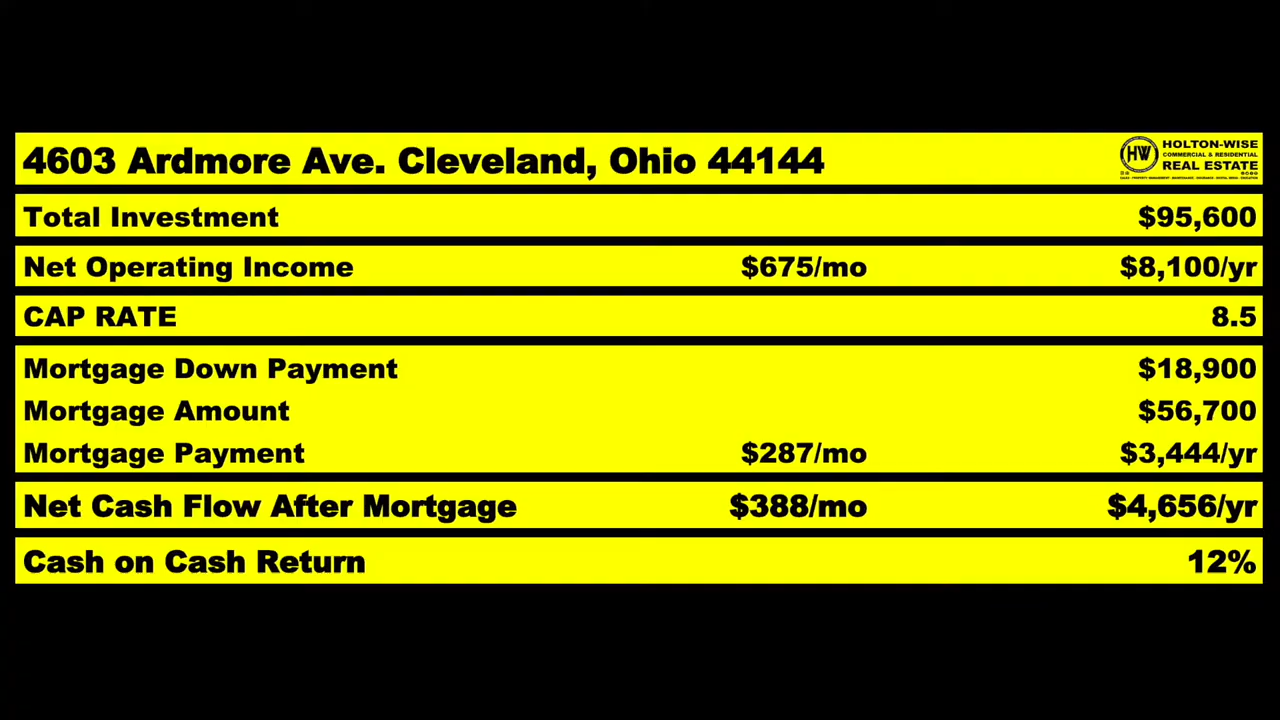 4603 Ardmore Ave. Cleveland, Ohio 44144
HW
HOLTON-WISE
COMMERCIAL & RESIDENTIAL
REAL ESTATE
Total Investment $95,600
Net Operating Income $675/mo $8,100/yr
CAP RATE 8.5
Mortgage Down Payment $18,900
Mortgage Amount $56,700
Mortgage Payment $287/mo $3,444/yr
Net Cash Flow After Mortgage $388/mo $4,656/yr
Cash on Cash Return 12%